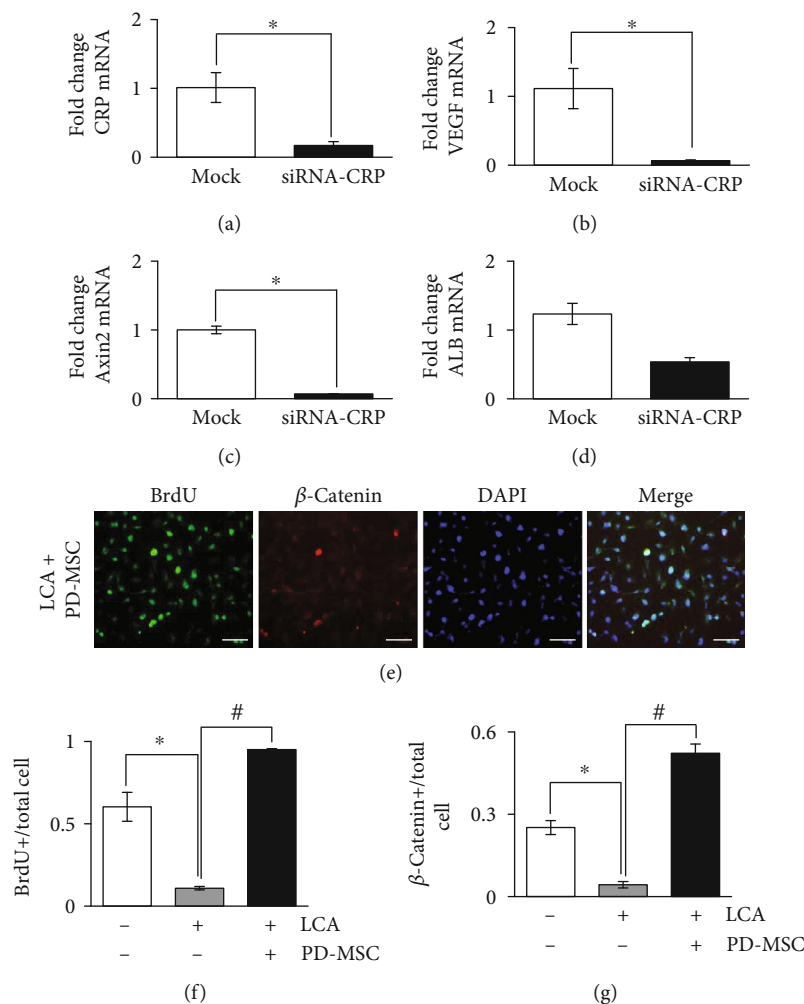 Fold change
CRP mRNA
2
1
0
*
Mock
siRNA-CRP
(a)
Fold change
VEGF mRNA
2
1
0
*
Mock
siRNA-CRP
(b)
Fold change
Axin2 mRNA
2
1
0
*
Mock
siRNA-CRP
(c)
Fold change
ALB mRNA
2
1
0
Mock
siRNA-CRP
(d)
BrdU
β-Catenin
DAPI
Merge
LCA +
PD-MSC
(e)
BrdU+/total cell
1
0.5
0
*
#
− + + LCA
− − + PD-MSC
(f)
β-Catenin+/total
cell
0.6
0.3
0
*
#
− + + LCA
− − + PD-MSC
(g)